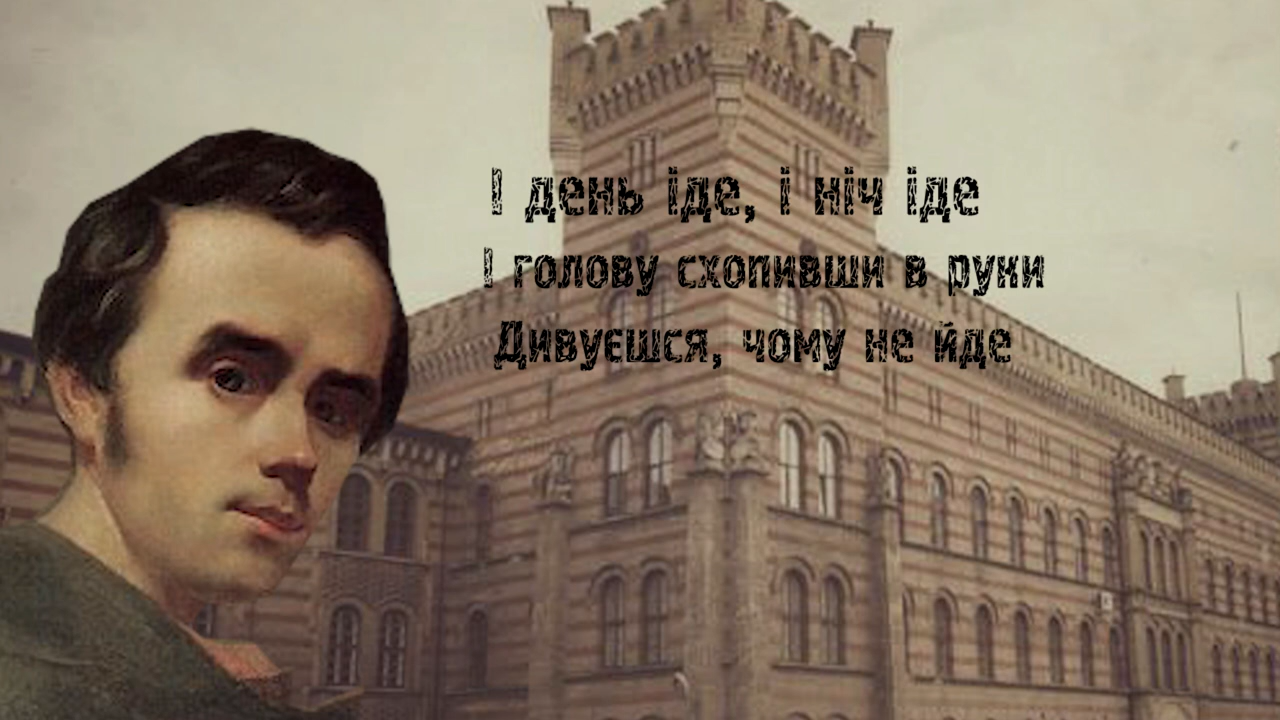 І день іде, і ніч іде
І голову схопивши в руки
Дивуєшся, чому не йде